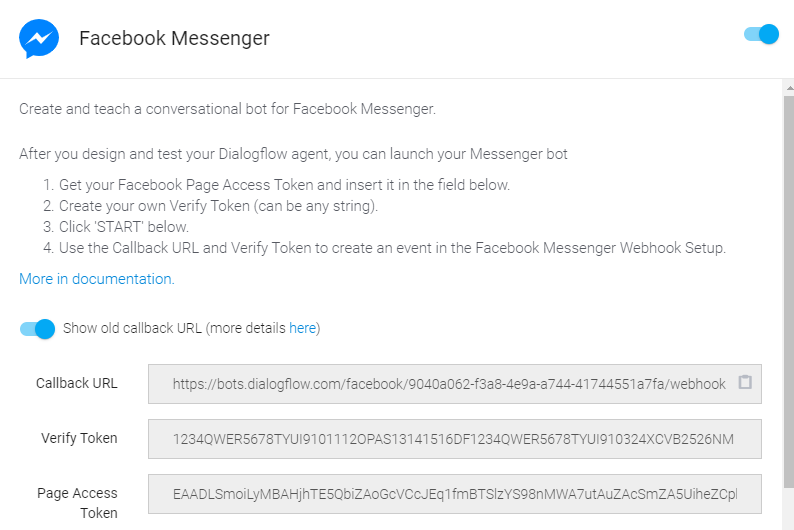 Facebook Messenger
Create and teach a conversational bot for Facebook Messenger.
After you design and test your Dialogflow agent, you can launch your Messenger bot
1. Get your Facebook Page Access Token and insert it in the field below.
2. Create your own Verify Token (can be any string).
3. Click 'START' below.
4. Use the Callback URL and Verify Token to create an event in the Facebook Messenger Webhook Setup.
More in documentation.
Show old callback URL (more details here)
Callback URL https://bots.dialogflow.com/facebook/9040a062-f3a8-4e9a-a744-41744551a7fa/webhook
Verify Token 1234QWER5678TYUI9101112OPAS13141516DF1234QWER5678TYUI910324XCVB2526NM
Page Access EAADLSmoiLyMBAHjhTE5QbiZAoGcVCcJEq1fmBTSlzYS98nMWA7utAuZAcSmZA5UiheZCpl
Token